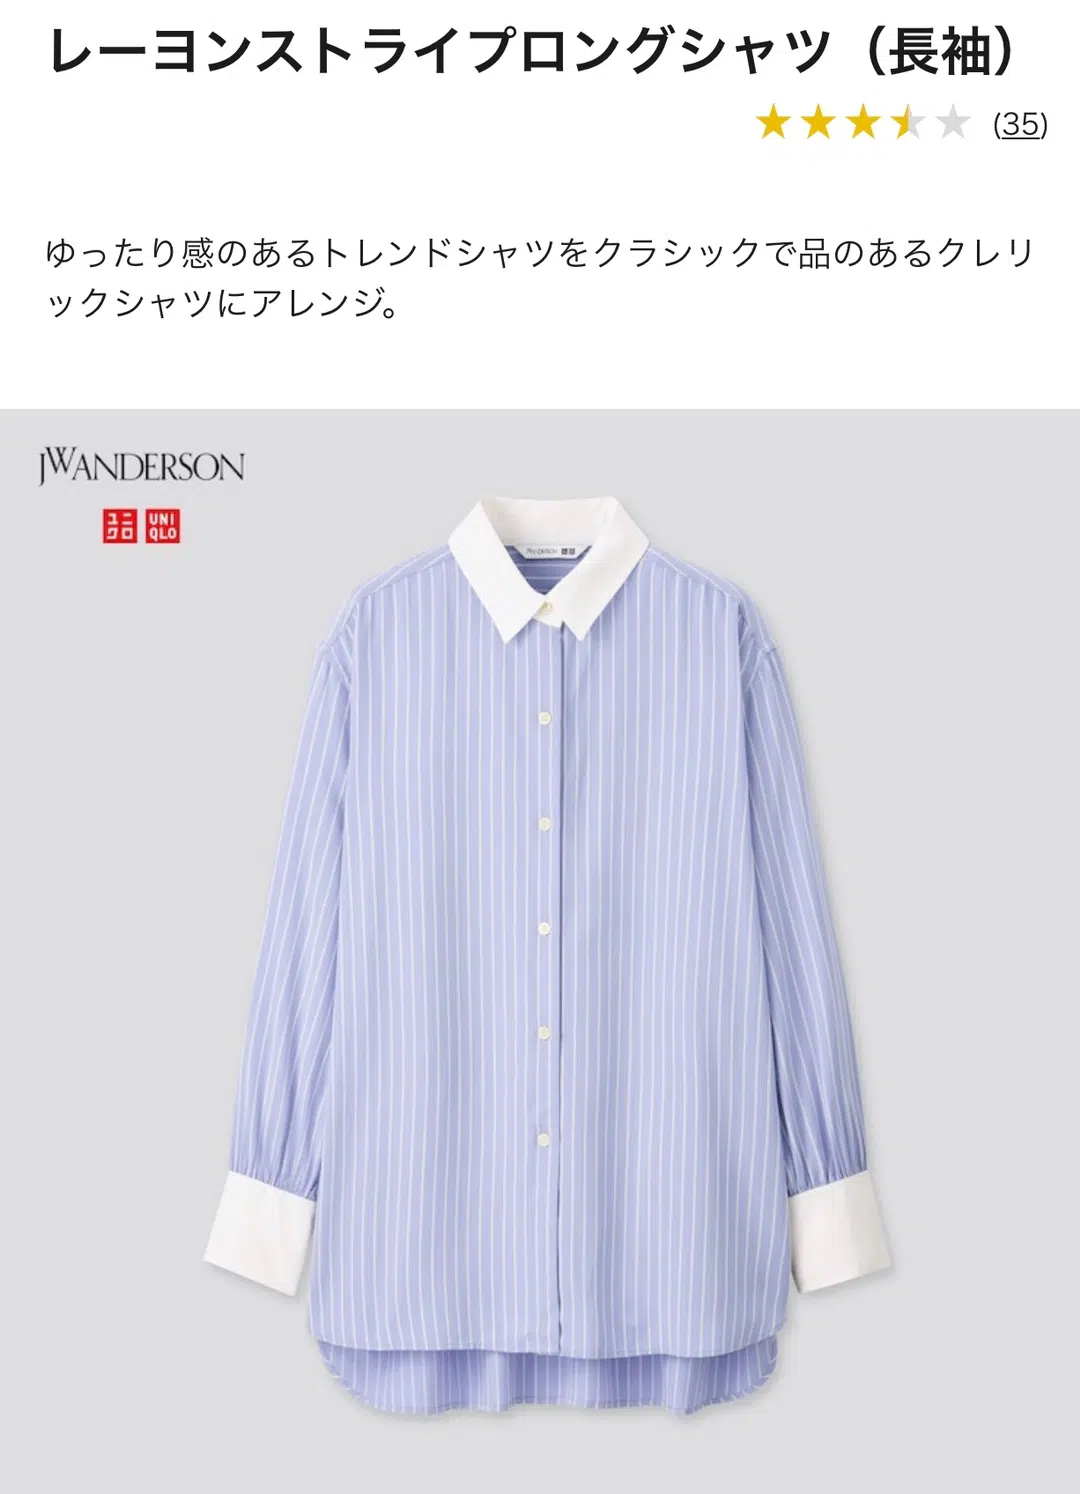 レーヨンストライプロングシャツ（長袖）
(35)
ゆったり感のあるトレンドシャツをクラシックで品のあるクレリ
ックシャツにアレンジ。
JWANDERSON
ユニクロ UNIQLO
JW ANDERSON